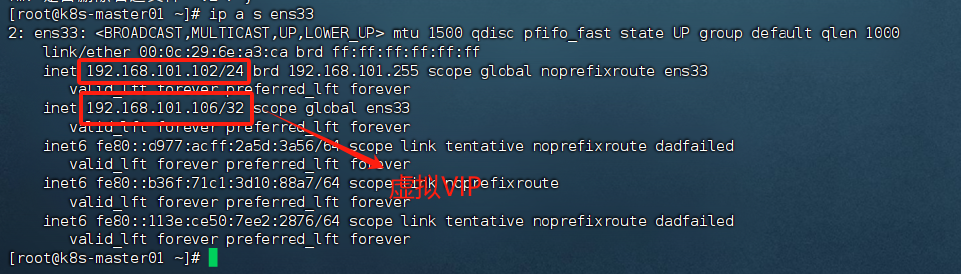 [root@k8s-master01 ~]# ip a s ens33
2: ens33: <BROADCAST,MULTICAST,UP,LOWER_UP> mtu 1500 qdisc pfifo_fast state UP group default qlen 1000
link/ether 00:0c:29:6e:a3:ca brd ff:ff:ff:ff:ff:ff
inet 192.168.101.102/24 brd 192.168.101.255 scope global noprefixroute ens33
valid_lft forever preferred_lft forever
inet 192.168.101.106/32 scope global ens33
valid_lft forever preferred_lft forever
inet6 fe80::d977:acff:2a5d:3a56/64 scope link tentative noprefixroute dadfailed
valid_lft forever preferred_lft forever
inet6 fe80::b36f:71c1:3d10:88a7/64 scope link noprefixroute
虚拟VIP
valid_lft forever preferred_lft forever
inet6 fe80::113e:ce50:7ee2:2876/64 scope link tentative noprefixroute dadfailed
valid_lft forever preferred_lft forever
[root@k8s-master01 ~]#